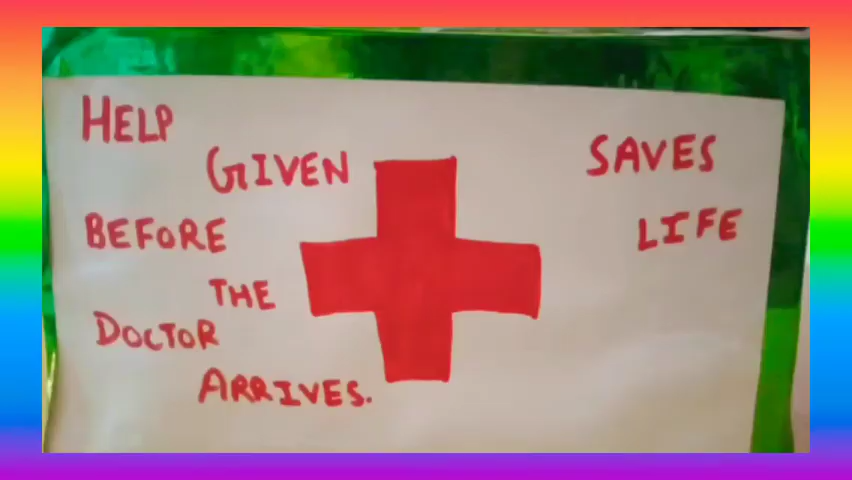 HELP
GIVEN
BEFORE
THE
DOCTOR
ARRIVES.
SAVES
LIFE